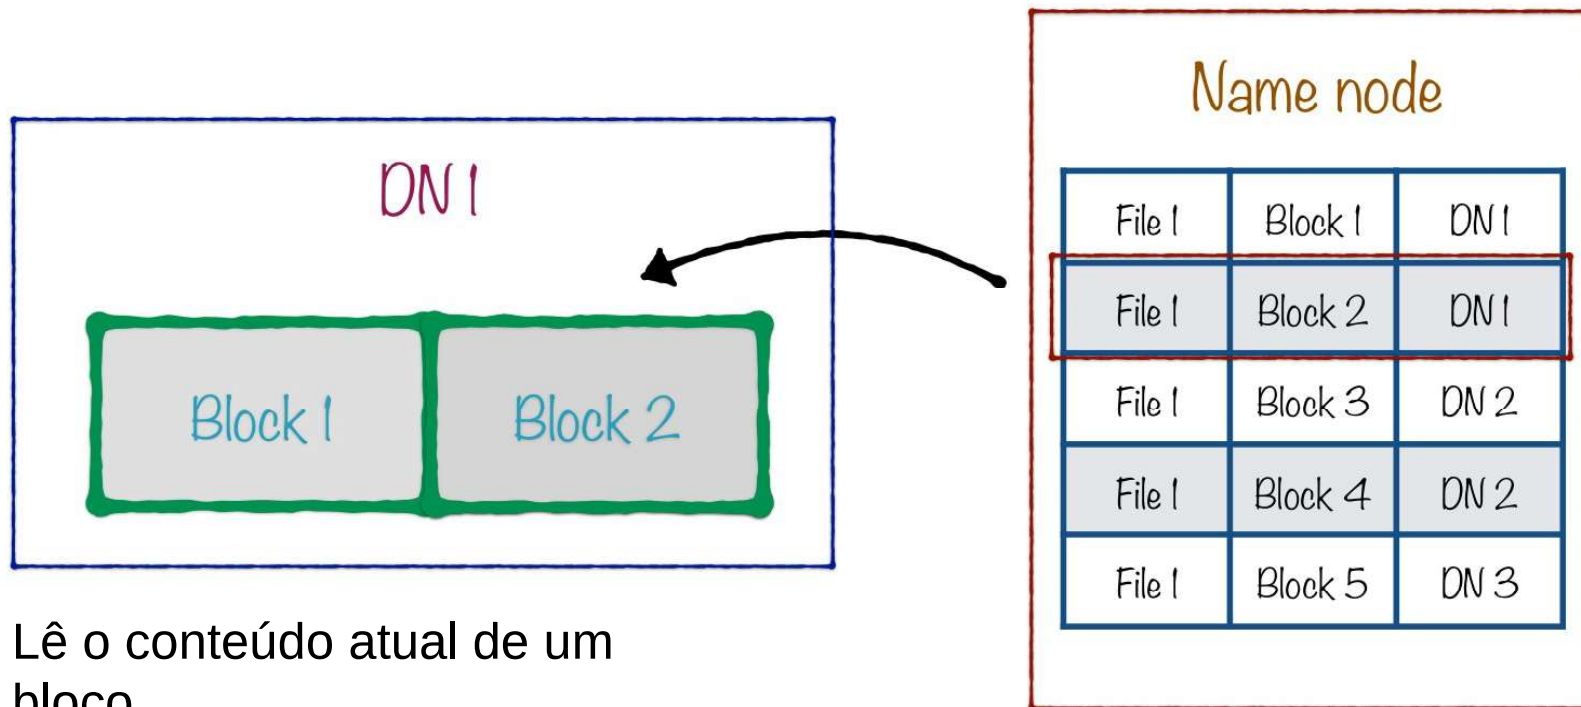 DN 1
Block 1 Block 2
Lê o conteúdo atual de um
bloco
Name node
File 1 Block 1 DN 1
File 1 Block 2 DN 1
File 1 Block 3 DN 2
File 1 Block 4 DN 2
File 1 Block 5 DN 3